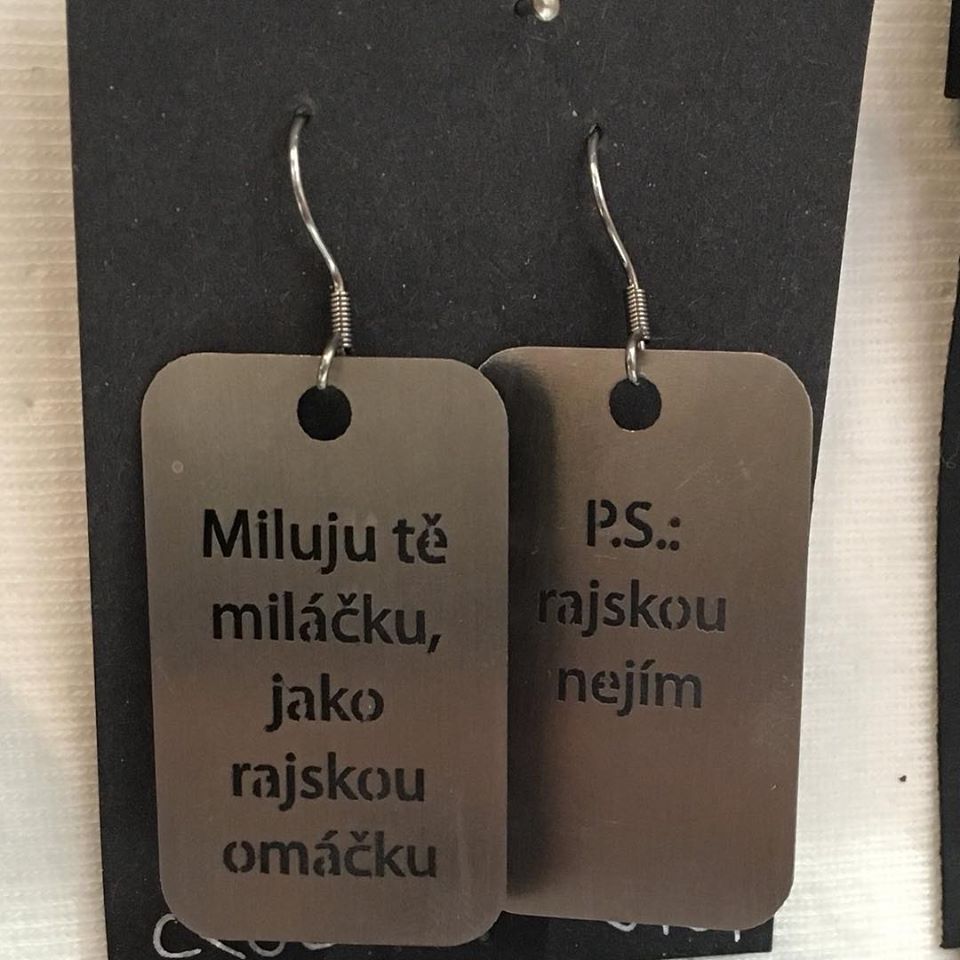 Miluju tě
miláčku,
jako
rajskou
omáčku
P.S.:
rajskou
nejím